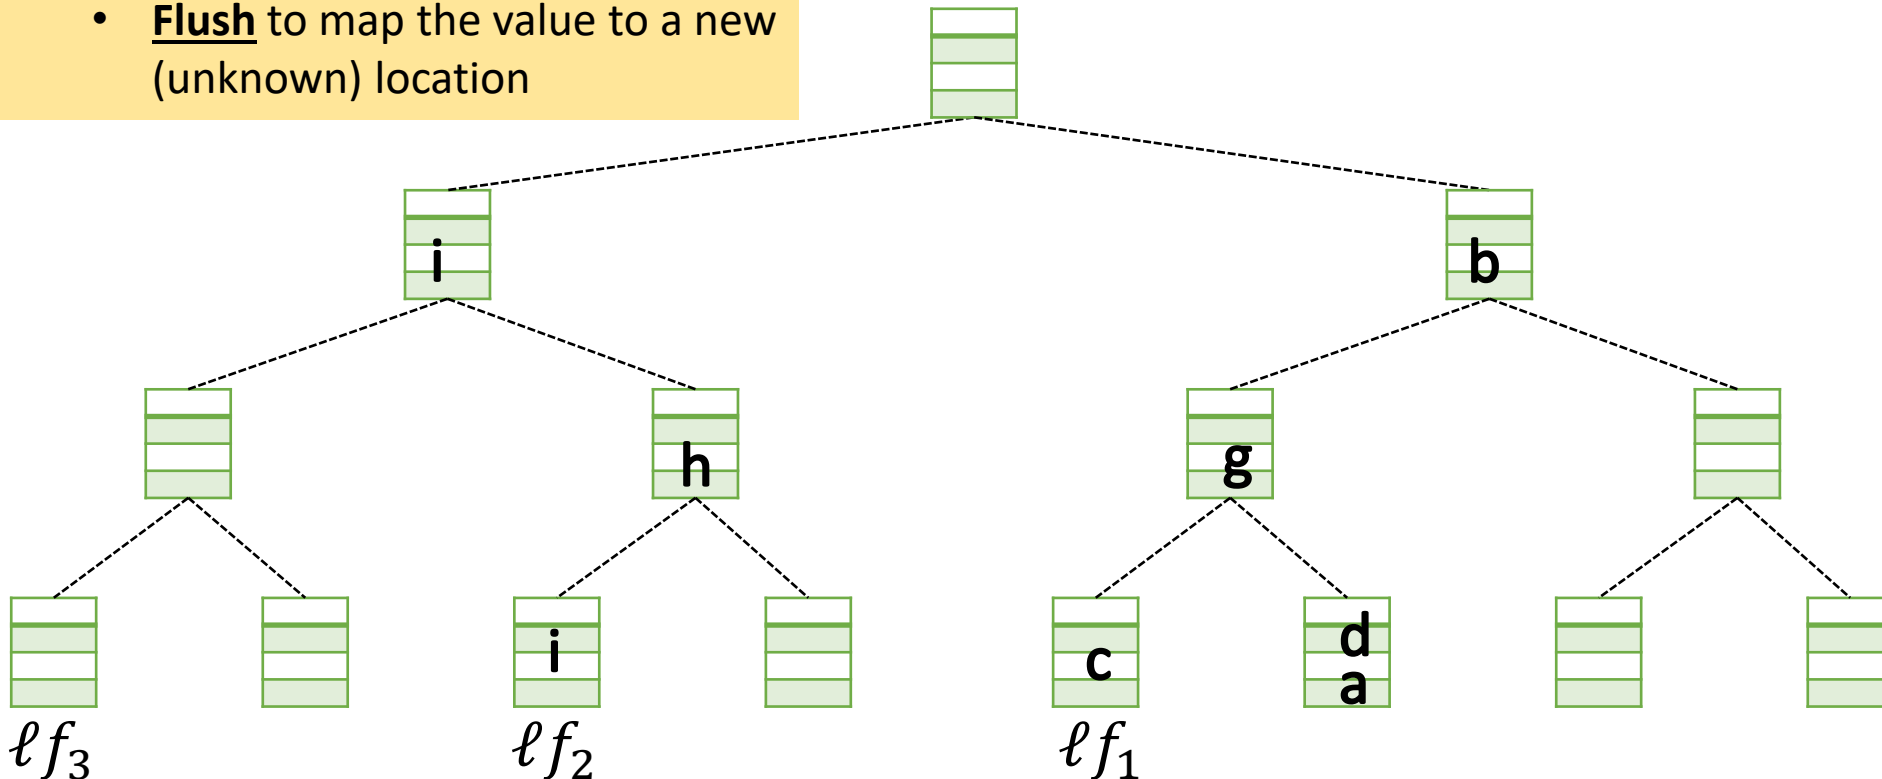 • Flush to map the value to a new
(unknown) location
i
b
h
g
i
c
d
a
ℓf₃
ℓf₂
ℓf₁